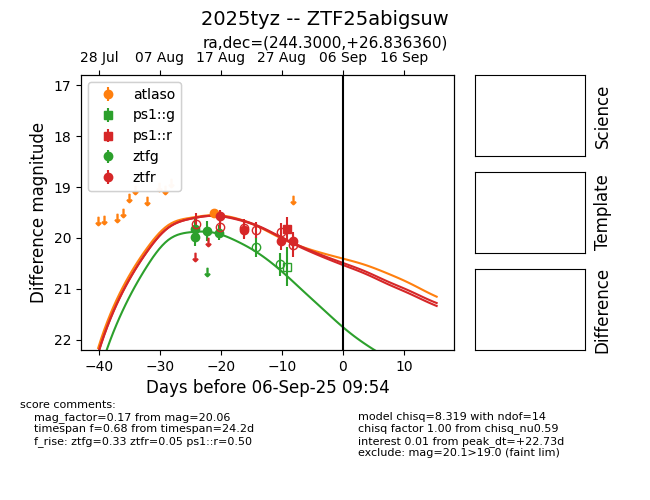 2025tyz -- ZTF25abigsuw
ra,dec=(244.3000,+26.836360)
28 Jul 07 Aug 17 Aug 27 Aug 06 Sep 16 Sep
17
18
19
20
21
22
Difference magnitude
atlaso
ps1::g
ps1::r
ztfg
ztfr
−40 −30 −20 −10 0 10
Days before 06-Sep-25 09:54
Science
Template
Difference
score comments:
mag_factor=0.17 from mag=20.06
timespan f=0.68 from timespan=24.2d
f_rise: ztfg=0.33 ztfr=0.05 ps1::r=0.50
model chisq=8.319 with ndof=14
chisq factor 1.00 from chisq_nu0.59
interest 0.01 from peak_dt=+22.73d
exclude: mag=20.1>19.0 (faint lim)